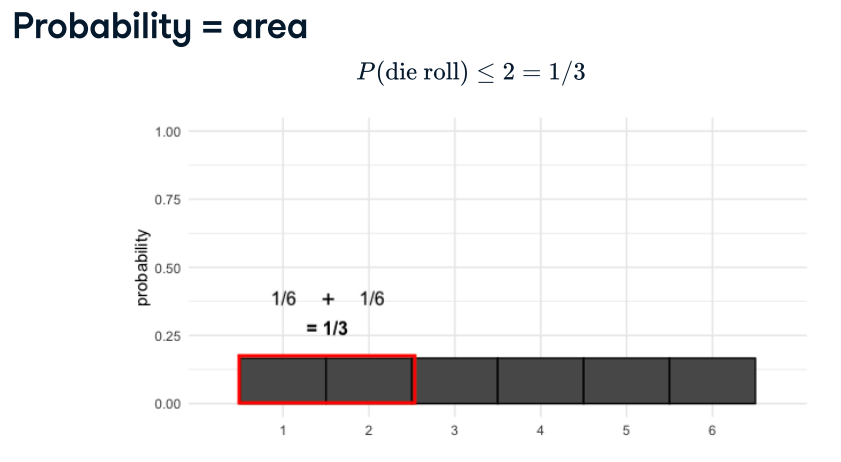 Probability = area
P(die roll) ≤ 2 = 1/3
1.00
0.75
0.50
0.25
0.00
probability
1/6 + 1/6
= 1/3
1 2 3 4 5 6